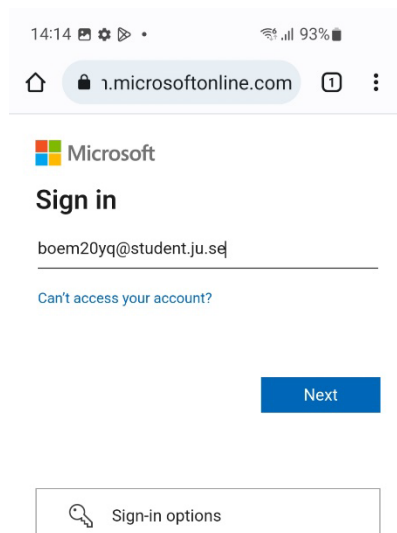 14:14 93%
ı.microsoftonline.com 1
Microsoft
Sign in
boem20yq@student.ju.se
Can't access your account?
Next
Sign-in options